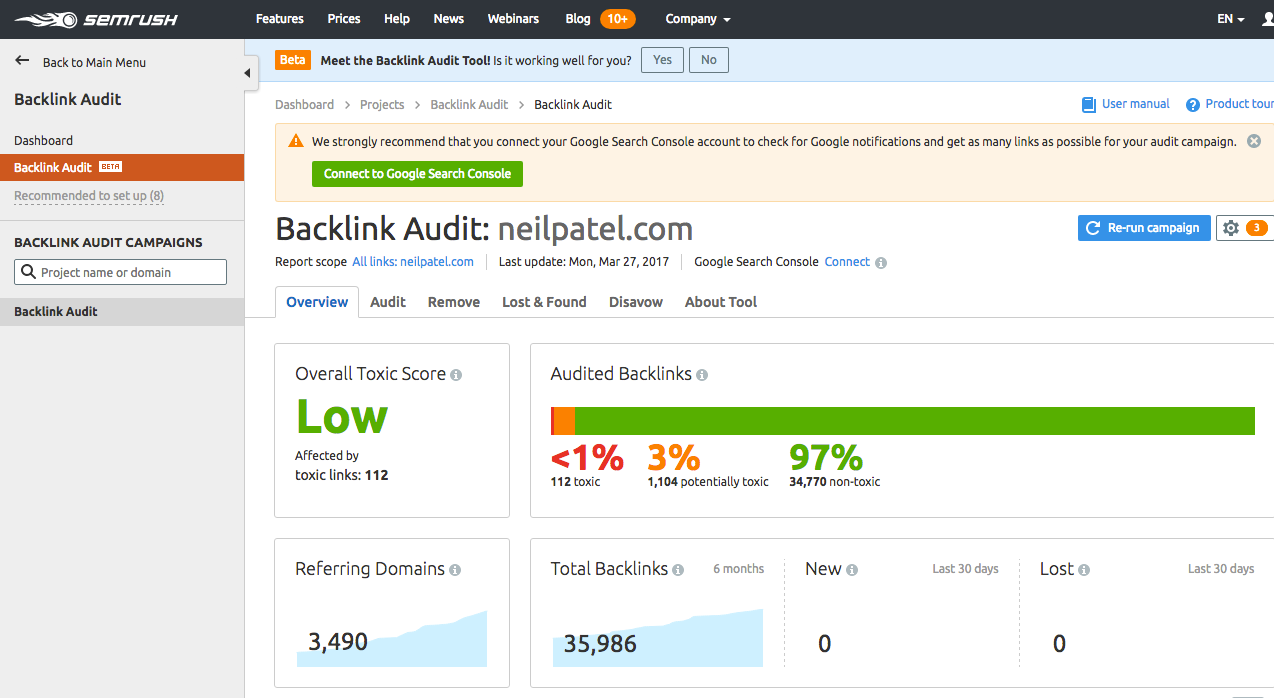 SEMRUSH Features Prices Help News Webinars Blog 10+ Company EN
Back to Main Menu
Backlink Audit
Dashboard
Backlink Audit BETA
Recommended to set up (8)
BACKLINK AUDIT CAMPAIGNS
Project name or domain
Backlink Audit
Beta Meet the Backlink Audit Tool! Is it working well for you? Yes No
Dashboard > Projects > Backlink Audit > Backlink Audit
User manual ? Product tour
We strongly recommend that you connect your Google Search Console account to check for Google notifications and get as many links as possible for your audit campaign.
Connect to Google Search Console
Backlink Audit: neilpatel.com
Re-run campaign 3
Report scope All links: neilpatel.com Last update: Mon, Mar 27, 2017 Google Search Console Connect i
Overview Audit Remove Lost & Found Disavow About Tool
Overall Toxic Score i
Low
Affected by
toxic links: 112
Audited Backlinks i
<1% 3% 97%
112 toxic 1,104 potentially toxic 34,770 non-toxic
Referring Domains i
3,490
Total Backlinks i 6 months
35,986
New i Last 30 days
0
Lost i Last 30 days
0